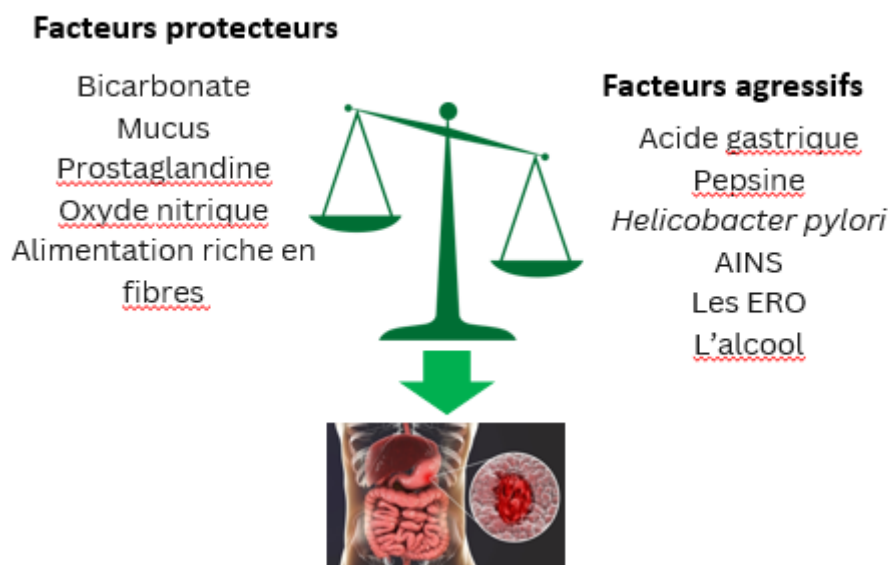 Facteurs protecteurs
Bicarbonate
Mucus
Prostaglandine
Oxyde nitrique
Alimentation riche en
fibres
Facteurs agressifs
Acide gastrique
Pepsine
Helicobacter pylori
AINS
Les ERO
L'alcool